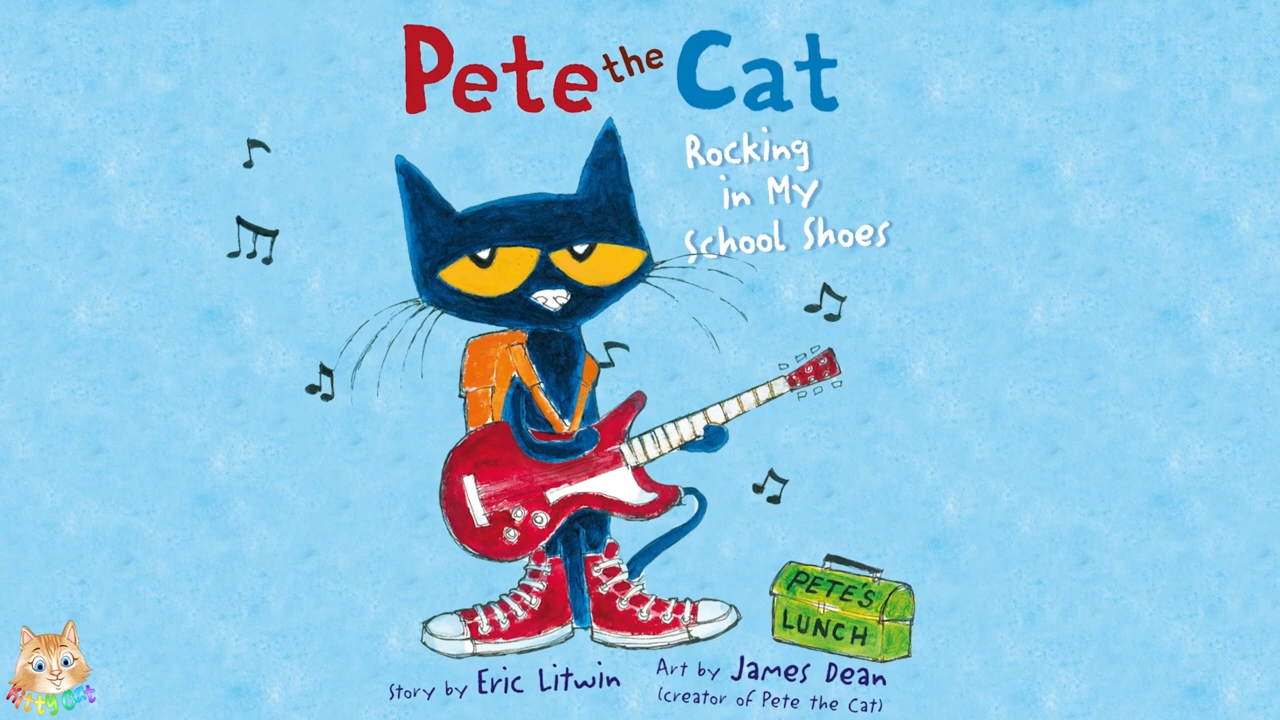 Pete the Cat
Rocking
in My
School Shoes
PETE'S
LUNCH
Story by Eric Litwin
Art by James Dean
(creator of Pete the Cat)
Kitty Cat